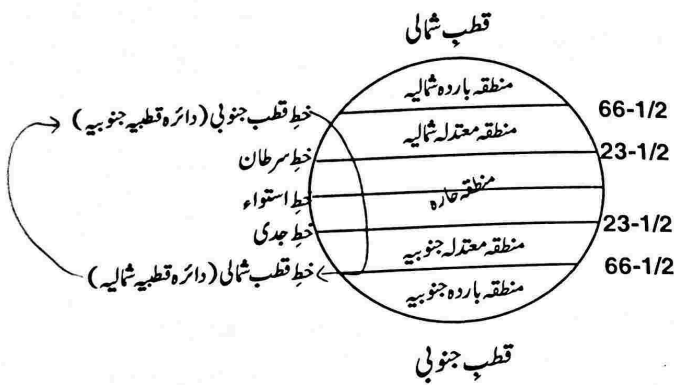 قطبِ شمالی
منطقہ باردہ شمالیہ
66-1/2
خطِ قطب جنوبی (دائرہ قطبیہ جنوبیہ)
منطقہ معتدلہ شمالیہ
23-1/2
خطِ سرطان
منطقہ حارہ
خطِ استواء
23-1/2
خطِ جدی
منطقہ معتدلہ جنوبیہ
66-1/2
خطِ قطب شمالی (دائرہ قطبیہ شمالیہ)
منطقہ باردہ جنوبیہ
قطبِ جنوبی